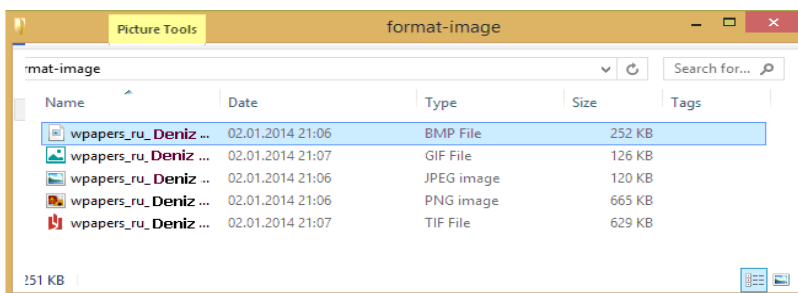 Picture Tools format-image
rmat-image Search for...
Name Date Type Size Tags
wpapers_ru_Deniz ... 02.01.2014 21:06 BMP File 252 KB
wpapers_ru_Deniz ... 02.01.2014 21:07 GIF File 126 KB
wpapers_ru_Deniz ... 02.01.2014 21:06 JPEG image 120 KB
wpapers_ru_Deniz ... 02.01.2014 21:06 PNG image 665 KB
wpapers_ru_Deniz ... 02.01.2014 21:07 TIF File 629 KB
251 KB